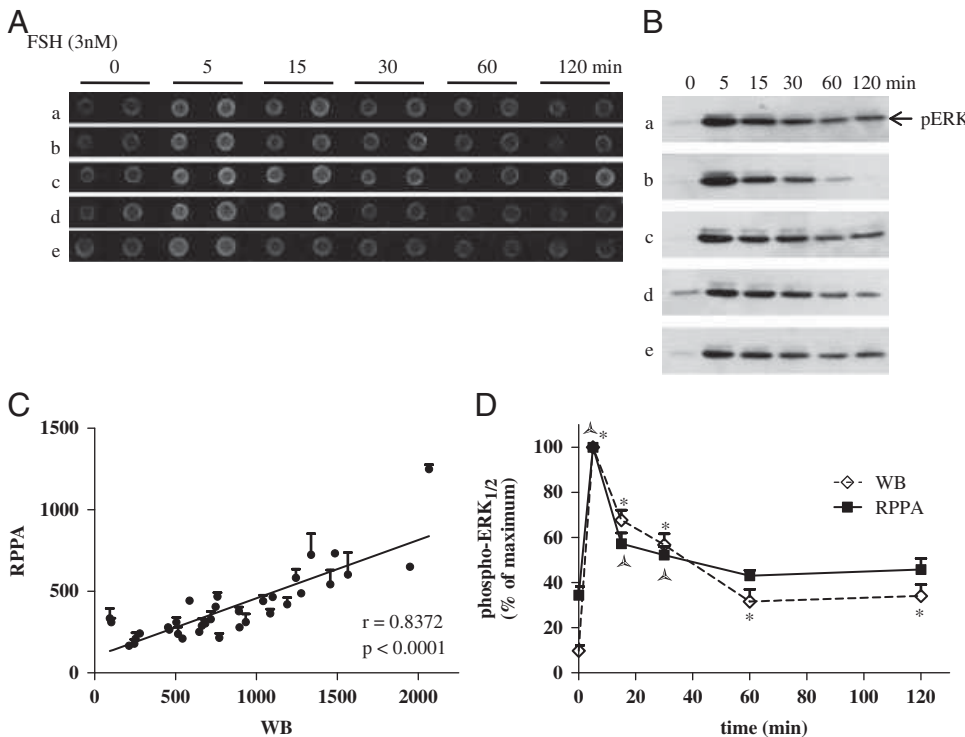 A
FSH (3nM)
0 5 15 30 60 120 min
a
b
c
d
e
B
0 5 15 30 60 120 min
a
pERK
b
c
d
e
C
1500
1000
500
0
RPPA
r = 0.8372
p < 0.0001
0 500 1000 1500 2000
WB
D
100
80
60
40
20
0
phospho-ERK1/2
(% of maximum)
* 
*
*
*
*
WB
RPPA
0 20 40 60 80 100 120
time (min)